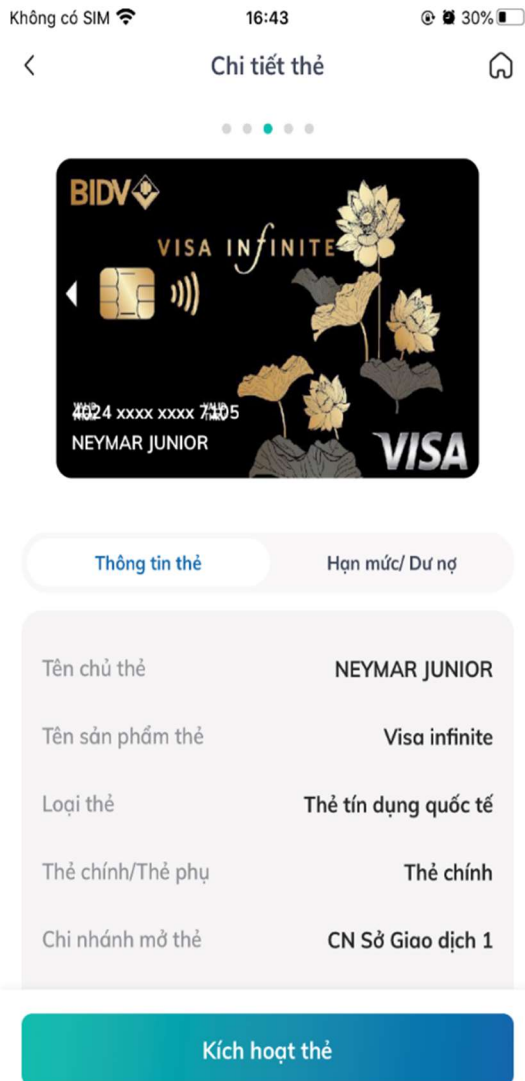 Không có SIM 16:43 30%
Chi tiết thẻ
BIDV
VISA INFINITE
4024 xxxx xxxx 7105
NEYMAR JUNIOR
VISA
Thông tin thẻ Hạn mức/ Dư nợ
Tên chủ thẻ NEYMAR JUNIOR
Tên sản phẩm thẻ Visa infinite
Loại thẻ Thẻ tín dụng quốc tế
Thẻ chính/Thẻ phụ Thẻ chính
Chi nhánh mở thẻ CN Sở Giao dịch 1
Kích hoạt thẻ